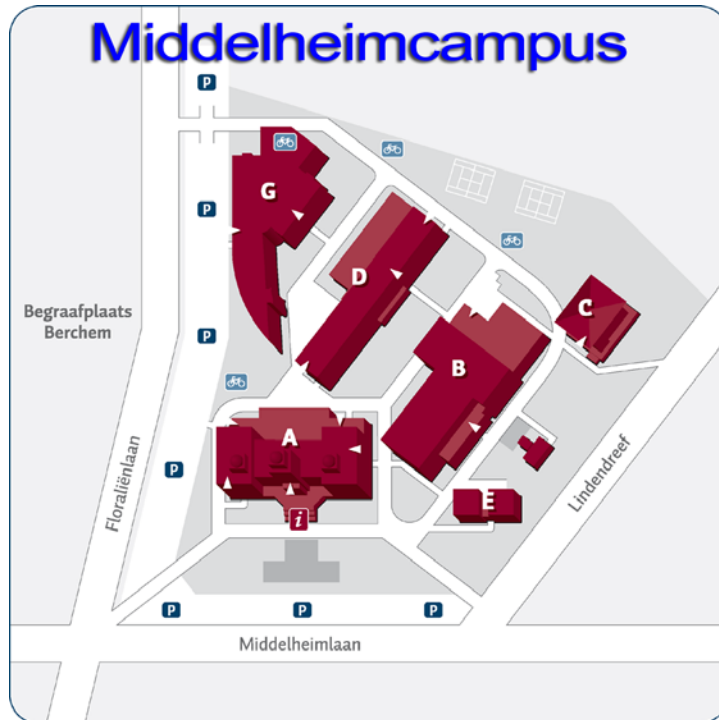 Middelheimcampus
P
G
P
D
C
Begraafplaats
Berchem
P
B
A
P
Floraliënlaan
Lindendreef
E
i
P
P
P
Middelheimlaan